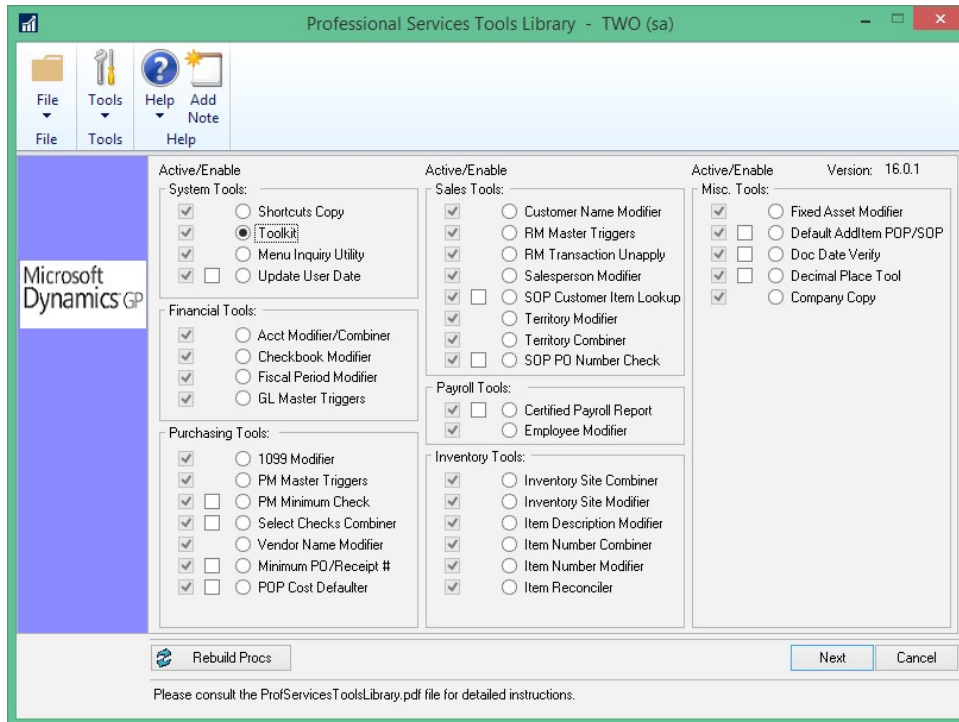 Professional Services Tools Library - TWO (sa)
File
Tools
Help
Add
Note
File
Tools
Help
Microsoft
Dynamics GP
Active/Enable
System Tools:
Shortcuts Copy
Toolkit
Menu Inquiry Utility
Update User Date
Financial Tools:
Acct Modifier/Combiner
Checkbook Modifier
Fiscal Period Modifier
GL Master Triggers
Purchasing Tools:
1099 Modifier
PM Master Triggers
PM Minimum Check
Select Checks Combiner
Vendor Name Modifier
Minimum PO/Receipt #
POP Cost Defaulter
Active/Enable
Sales Tools:
Customer Name Modifier
RM Master Triggers
RM Transaction Unapply
Salesperson Modifier
SOP Customer Item Lookup
Territory Modifier
Territory Combiner
SOP PO Number Check
Payroll Tools:
Certified Payroll Report
Employee Modifier
Inventory Tools:
Inventory Site Combiner
Inventory Site Modifier
Item Description Modifier
Item Number Combiner
Item Number Modifier
Item Reconciler
Active/Enable Version: 16.0.1
Misc. Tools:
Fixed Asset Modifier
Default AddItem POP/SOP
Doc Date Verify
Decimal Place Tool
Company Copy
Rebuild Procs
Next
Cancel
Please consult the ProfServicesToolsLibrary.pdf file for detailed instructions.